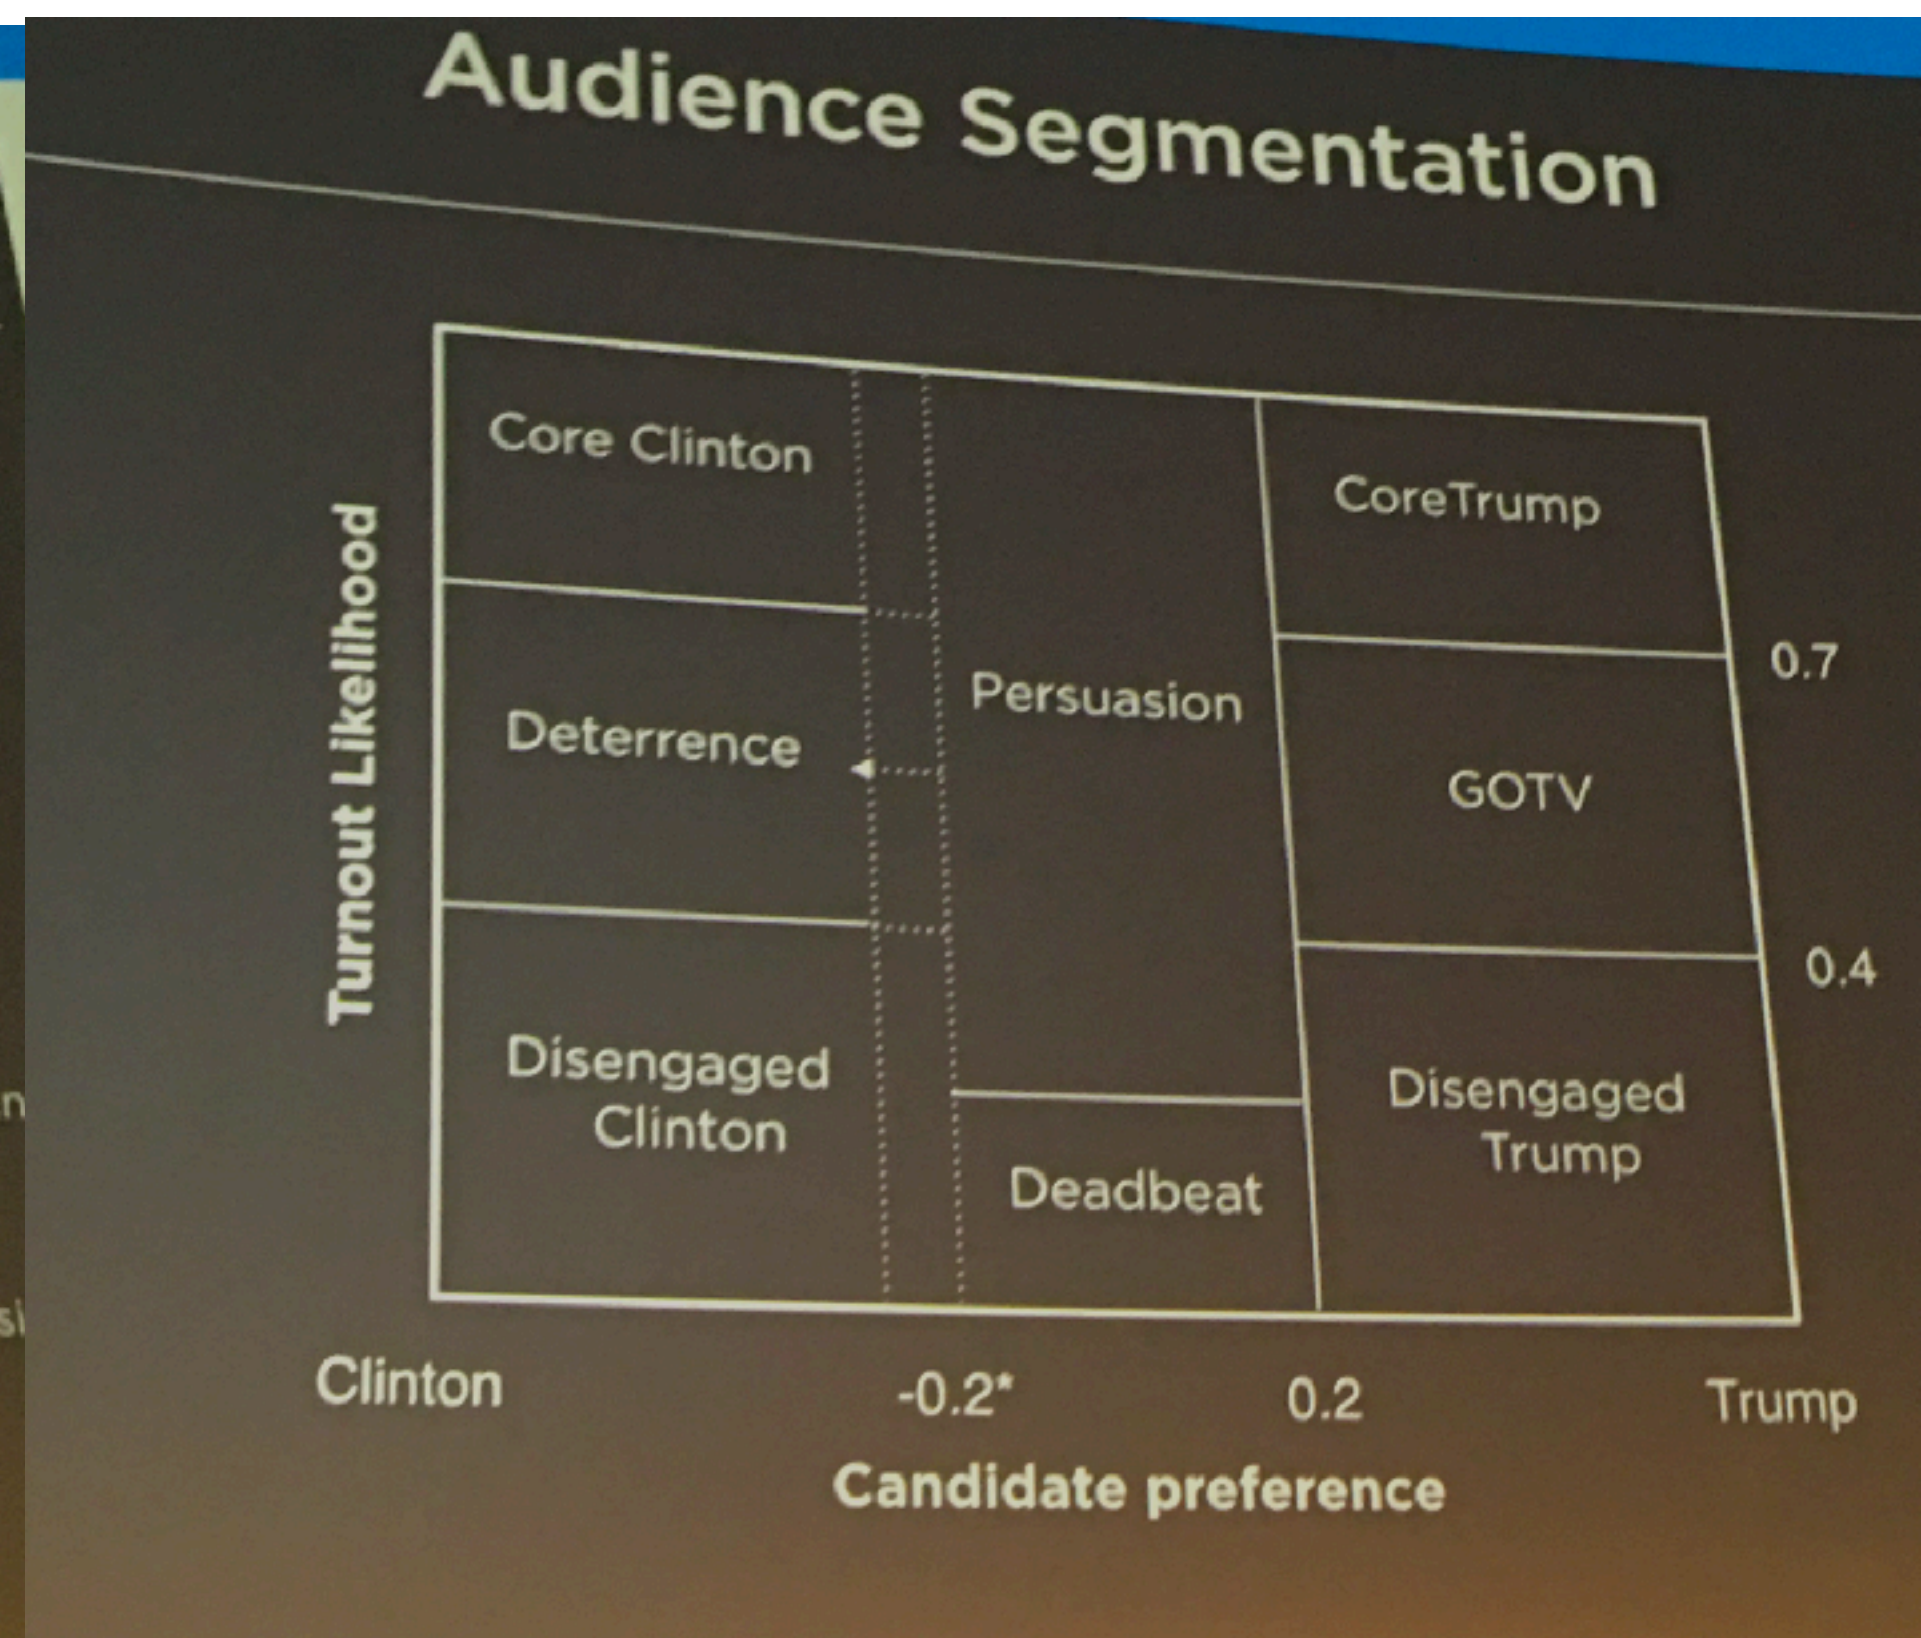 Audience Segmentation
Turnout Likelihood
Core Clinton
CoreTrump
0.7
Deterrence
Persuasion
GOTV
0.4
Disengaged
Clinton
Deadbeat
Disengaged
Trump
Clinton
-0.2*
0.2
Trump
Candidate preference